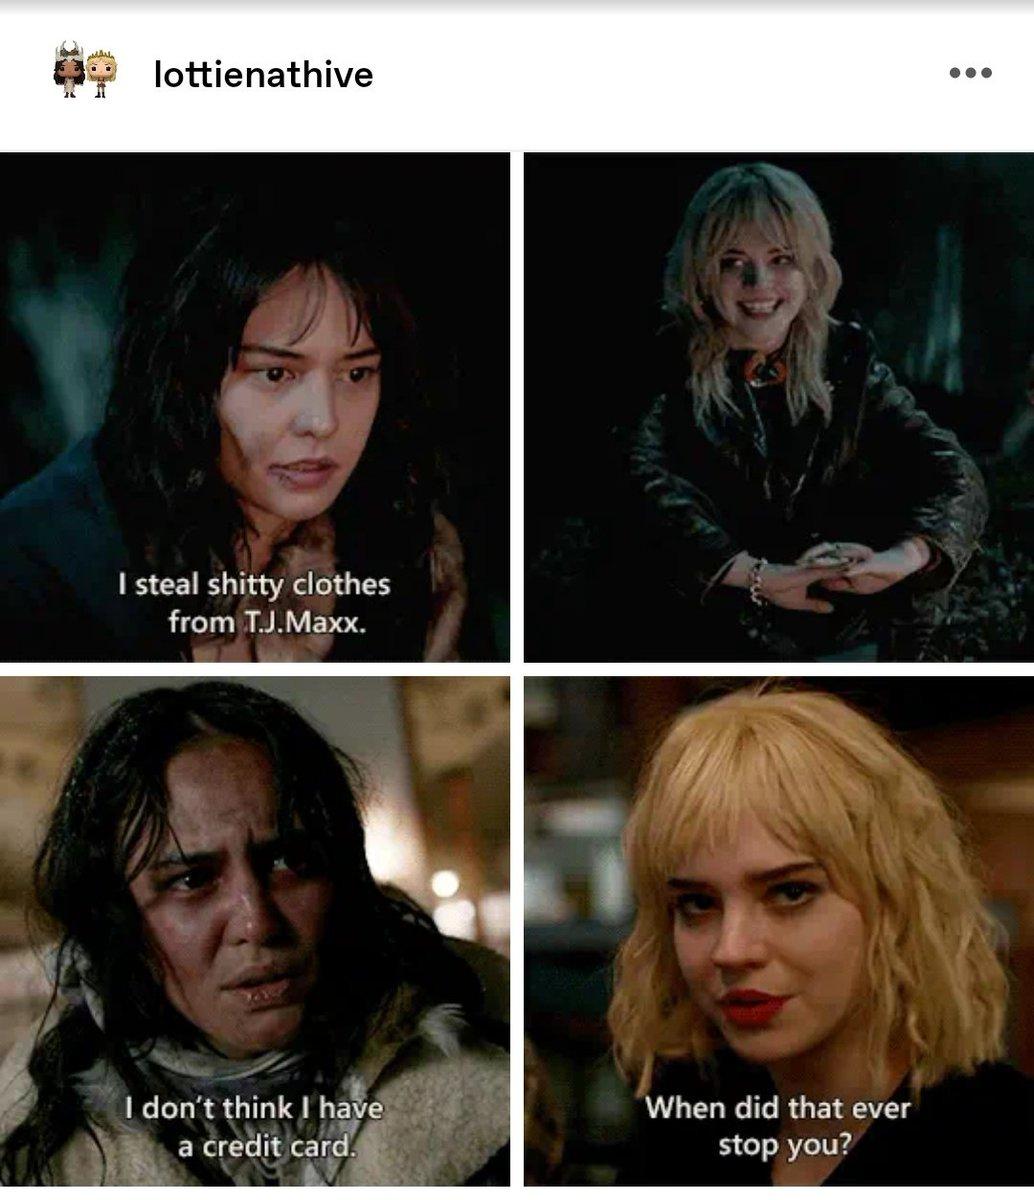 lottienathive
I steal shitty clothes
from T.J.Maxx.
I don't think I have
a credit card.
When did that ever
stop you?